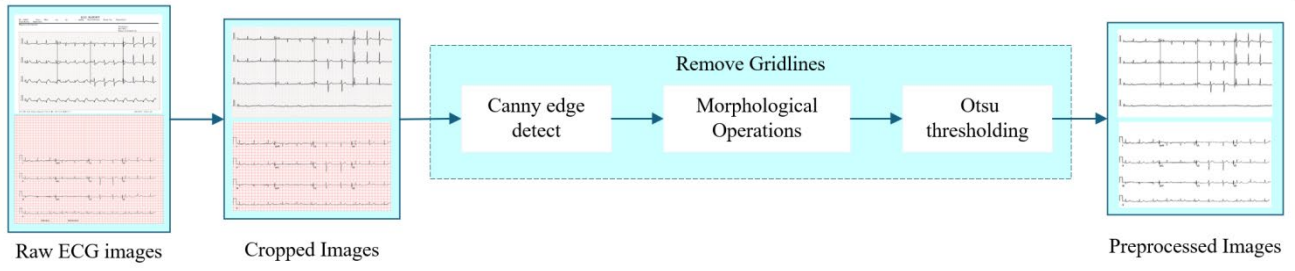 Remove Gridlines
Canny edge
detect
Morphological
Operations
Otsu
thresholding
Raw ECG images
Cropped Images
Preprocessed Images